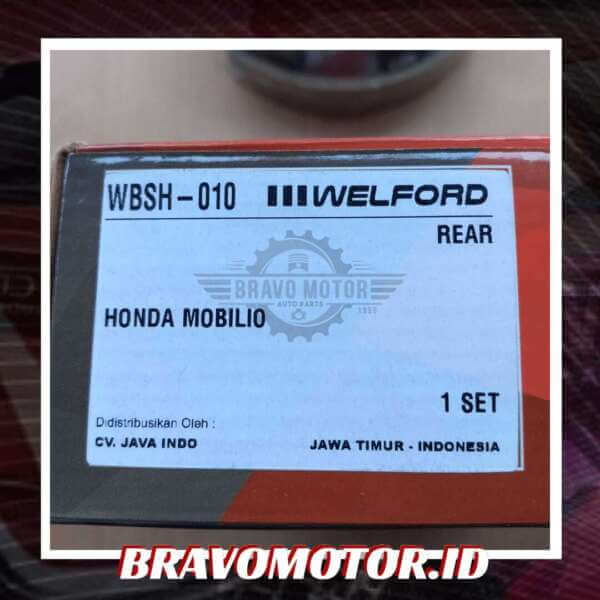 WBSH-010 WELFORD
REAR
BRAVO MOTOR
AUTO PARTS
1956
HONDA MOBILIO
1 SET
Didistribusikan Oleh :
CV. JAVA INDO JAWA TIMUR - INDONESIA
BRAVOMOTOR.ID